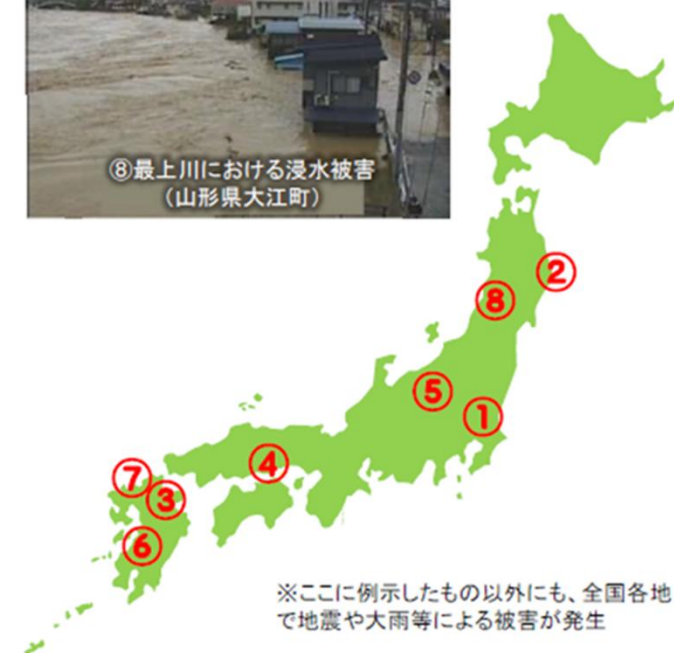 ⑧最上川における浸水被害
（山形県大江町）
②
⑧
⑤
①
④
⑦
③
⑥
※ここに例示したもの以外にも、全国各地
で地震や大雨等による被害が発生